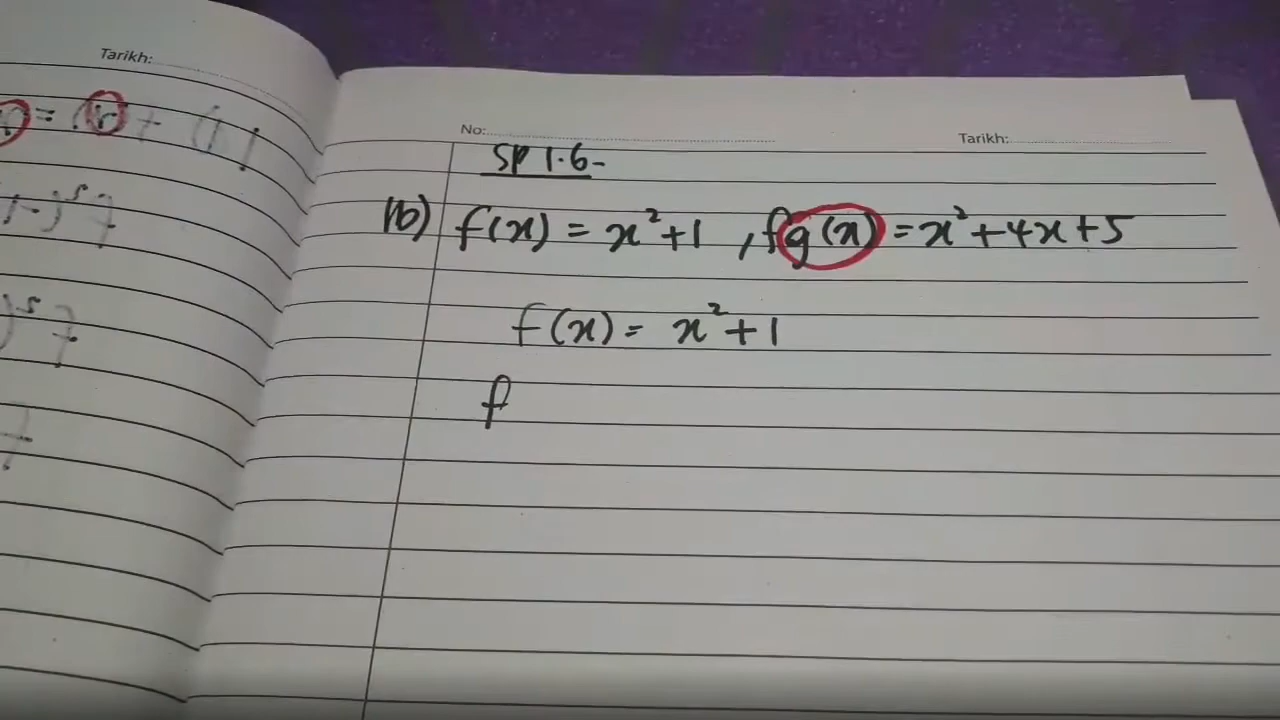 Tarikh:
No:
Tarikh:
SP 1.6-
1b) f(x) = x²+1 , fg(x) = x²+4x+5
f(x) = x²+1
f